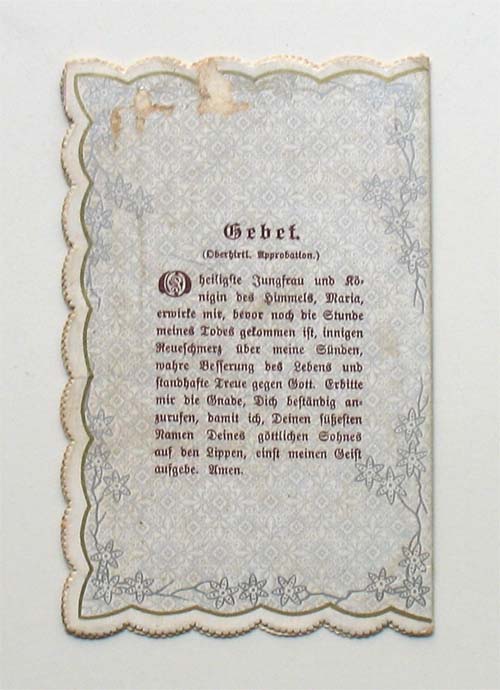 Gebet.
(Oberhirtl. Approbation.)
O heiligste Jungfrau und Kö-
nigin des Himmels, Maria,
erwirke mir, bevor noch die Stunde
meines Todes gekommen ist, innigen
Reueschmerz über meine Sünden,
wahre Besserung des Lebens und
standhafte Treue gegen Gott. Erbitte
mir die Gnade, Dich beständig an-
zurufen, damit ich, Deinen süßesten
Namen Deines göttlichen Sohnes
auf den Lippen, einst meinen Geist
aufgebe. Amen.